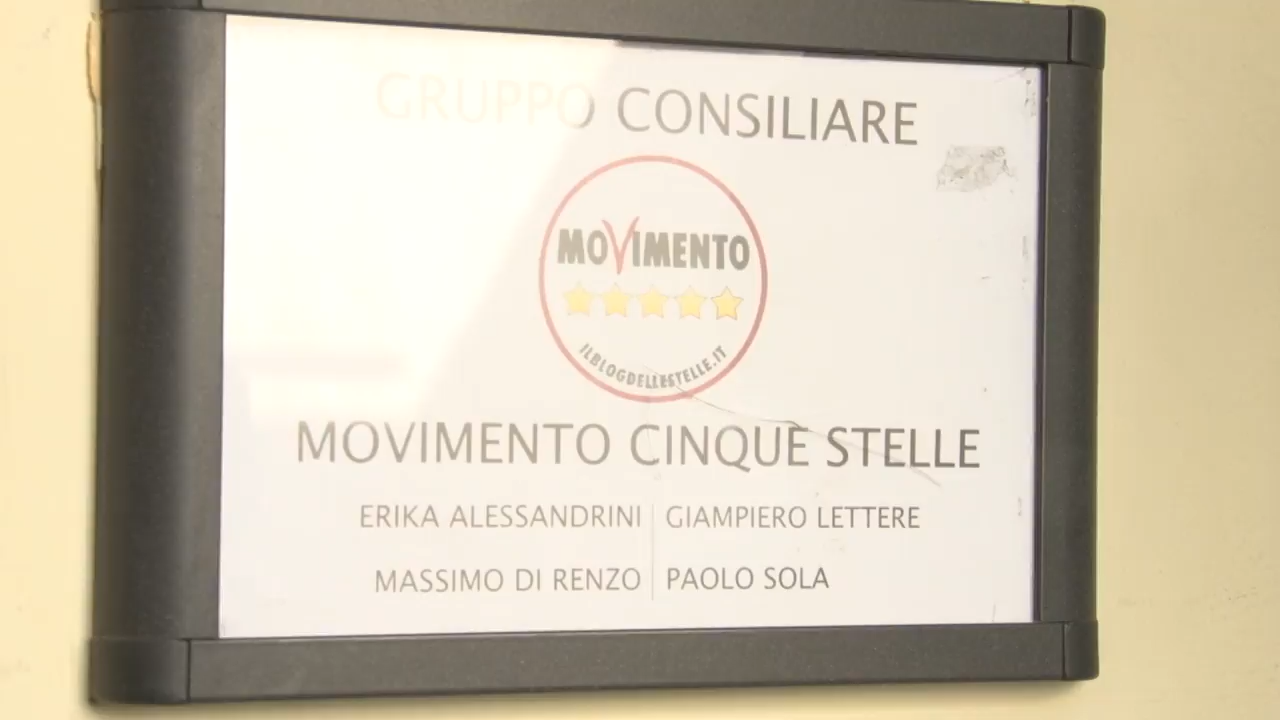 GRUPPO CONSILIARE
MOVIMENTO
ILBLOGDELLESTELLE.IT
MOVIMENTO CINQUE STELLE
ERIKA ALESSANDRINI GIAMPIERO LETTERE
MASSIMO DI RENZO PAOLO SOLA